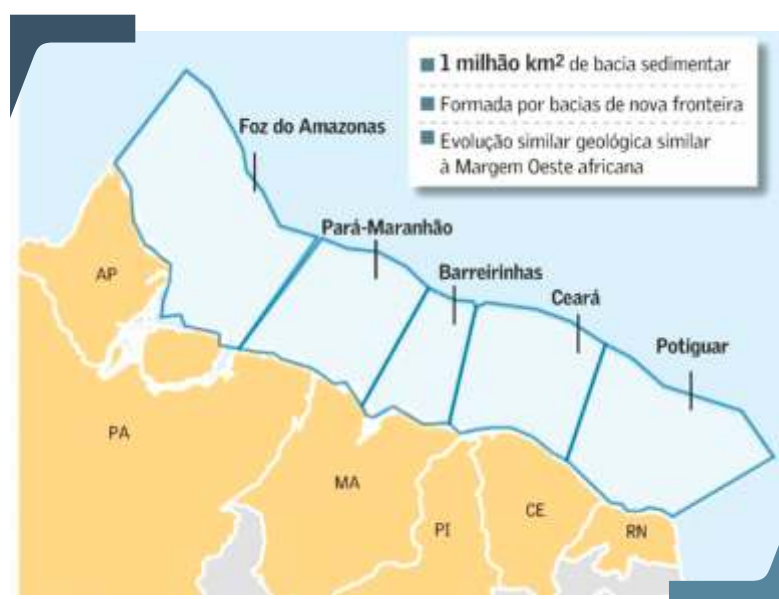 1 milhão km² de bacia sedimentar
Formada por bacias de nova fronteira
Evolução similar geológica similar
à Margem Oeste africana
Foz do Amazonas
Pará-Maranhão
Barreirinhas
Ceará
Potiguar
AP
PA
MA
PI
CE
RN